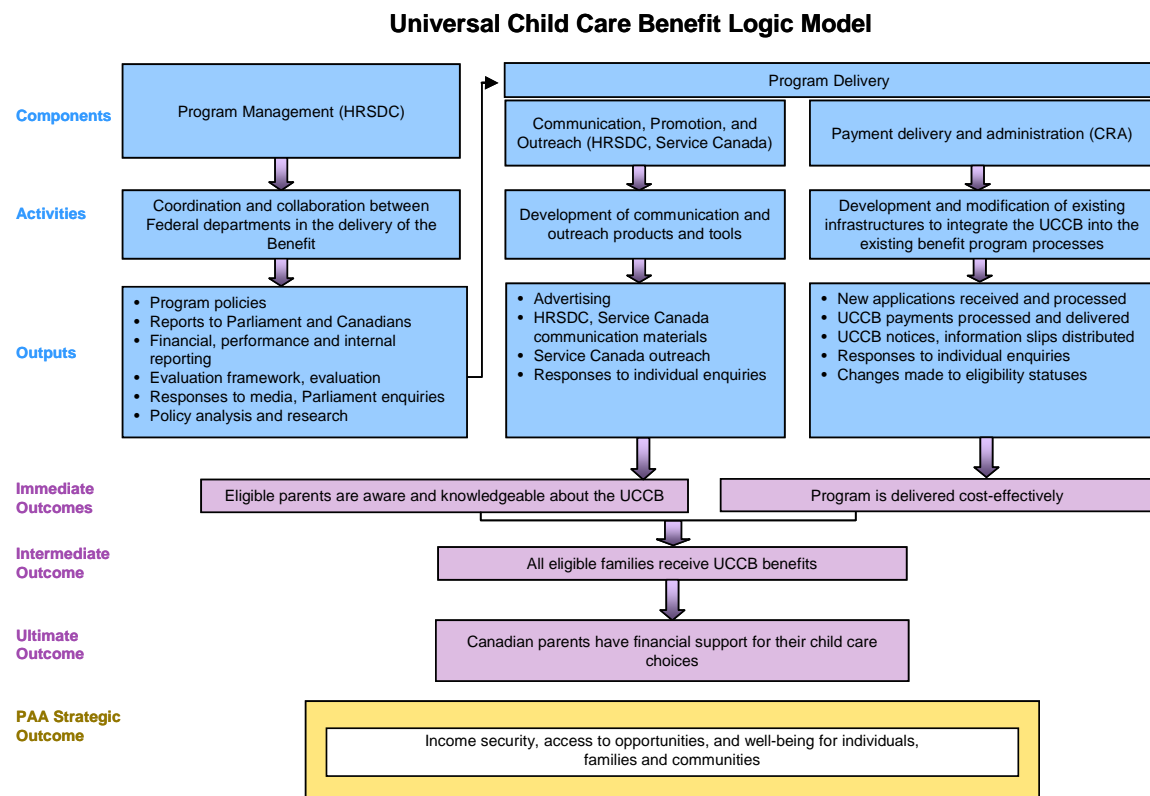 Universal Child Care Benefit Logic Model
Components
Program Management (HRSDC)
Program Delivery
Communication, Promotion, and
Outreach (HRSDC, Service Canada)
Payment delivery and administration (CRA)
Activities
Coordination and collaboration between
Federal departments in the delivery of the
Benefit
Development of communication and
outreach products and tools
Development and modification of existing
infrastructures to integrate the UCCB into the
existing benefit program processes
Outputs
• Program policies
• Reports to Parliament and Canadians
• Financial, performance and internal
reporting
• Evaluation framework, evaluation
• Responses to media, Parliament enquiries
• Policy analysis and research
• Advertising
• HRSDC, Service Canada
communication materials
• Service Canada outreach
• Responses to individual enquiries
• New applications received and processed
• UCCB payments processed and delivered
• UCCB notices, information slips distributed
• Responses to individual enquiries
• Changes made to eligibility statuses
Immediate
Outcomes
Eligible parents are aware and knowledgeable about the UCCB
Program is delivered cost-effectively
Intermediate
Outcome
All eligible families receive UCCB benefits
Ultimate
Outcome
Canadian parents have financial support for their child care
choices
PAA Strategic
Outcome
Income security, access to opportunities, and well-being for individuals,
families and communities